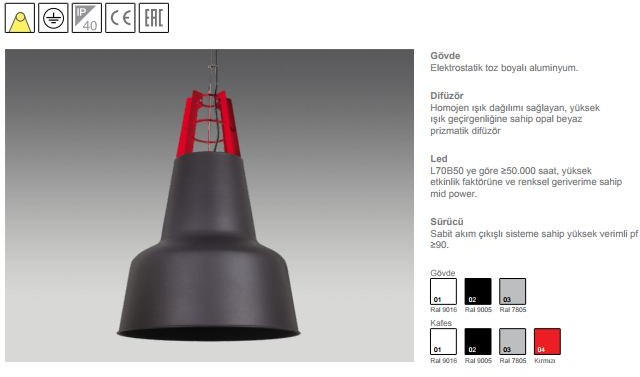 IP
40
CE
EAC
Gövde
Elektrostatik toz boyalı aluminyum.
Difüzör
Homojen ışık dağılımı sağlayan, yüksek
ışık geçirgenliğine sahip opal beyaz
prizmatik difüzör
Led
L70B50 ye göre ≥50.000 saat, yüksek
etkinlik faktörüne ve renksel geriverime sahip
mid power.
Sürücü
Sabit akım çıkışlı sisteme sahip yüksek verimli pf
≥90.
Gövde
01 02 03
Ral 9016 Ral 9005 Ral 7805
Kafes
01 02 03 04
Ral 9016 Ral 9005 Ral 7805 Kırmızı